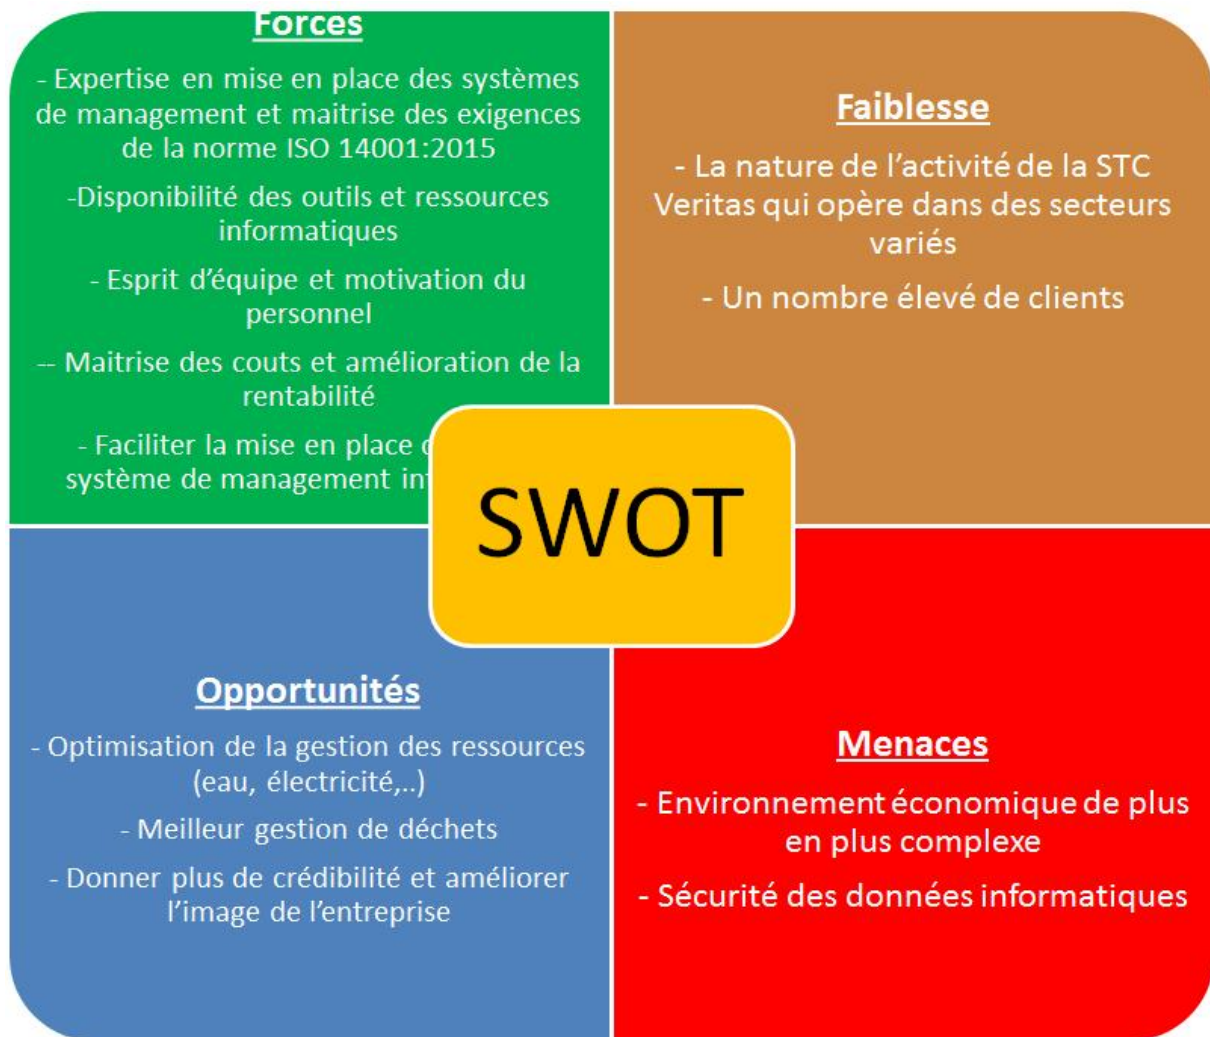 Forces
- Expertise en mise en place des systèmes
de management et maitrise des exigences
de la norme ISO 14001:2015
-Disponibilité des outils et ressources
informatiques
- Esprit d’équipe et motivation du
personnel
-- Maitrise des couts et amélioration de la
rentabilité
- Faciliter la mise en place
système de management
Faiblesse
- La nature de l’activité de la STC
Veritas qui opère dans des secteurs
variés
- Un nombre élevé de clients
SWOT
Opportunités
- Optimisation de la gestion des ressources
(eau, électricité,..)
- Meilleur gestion de déchets
- Donner plus de crédibilité et améliorer
l’image de l’entreprise
Menaces
- Environnement économique de plus
en plus complexe
- Sécurité des données informatiques